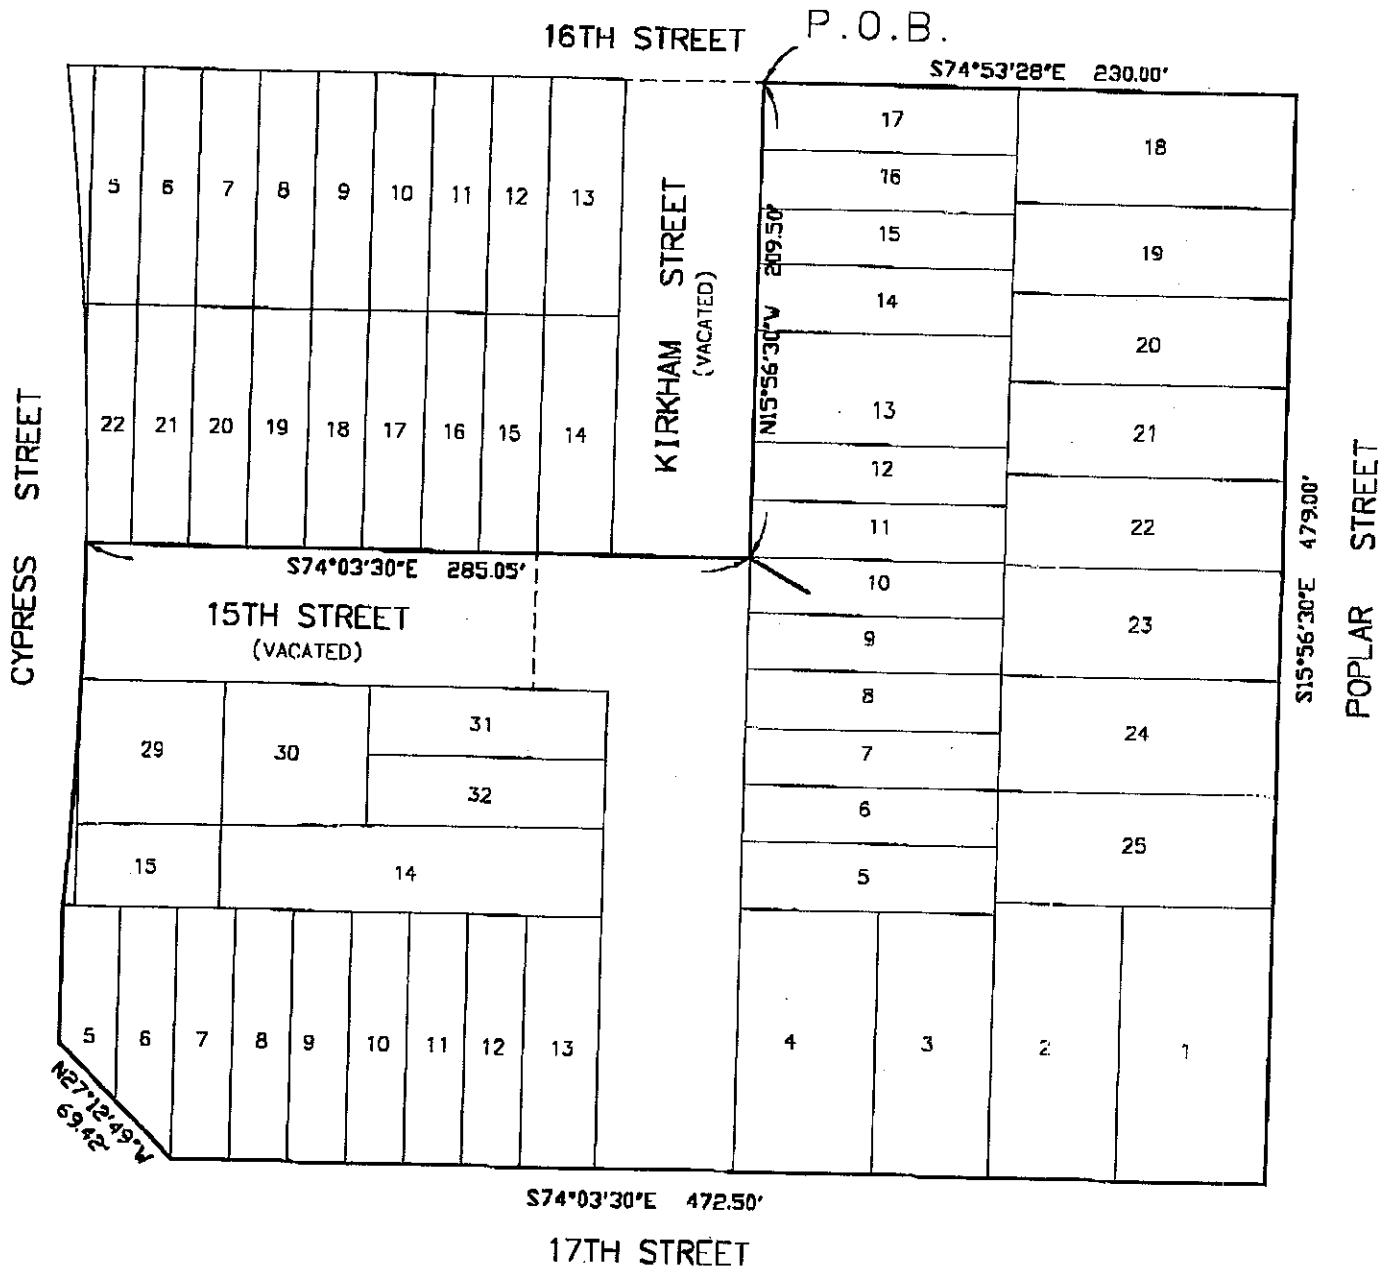 16TH STREET
P.O.B.
S74°53'28"E 230.00'
5 6 7 8 9 10 11 12 13
17
16
15
14
13
12
11
10
9
8
7
6
5
18
19
20
21
22
23
24
25
KIRKHAM STREET
(VACATED)
N15°56'30"W 209.50'
22 21 20 19 18 17 16 15 14
CYPRESS STREET
S74°03'30"E 285.05'
15TH STREET
(VACATED)
S15°56'30"E 479.00'
POPLAR STREET
29 30 31
32
15 14
5 6 7 8 9 10 11 12 13
4 3 2 1
N27°12'49"W
69.42'
S74°03'30"E 472.50'
17TH STREET